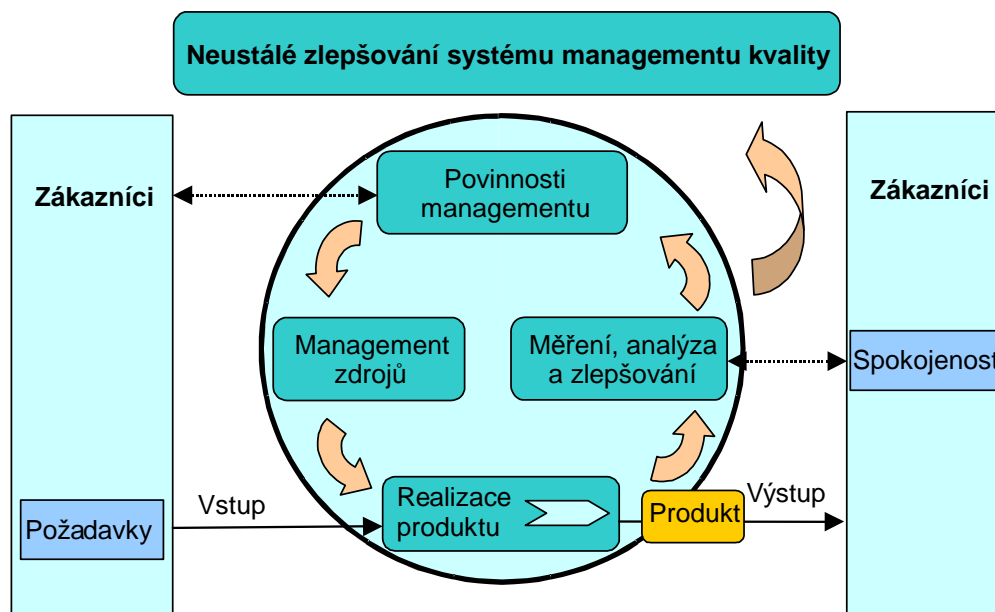 Neustálé zlepšování systému managementu kvality
Zákazníci
Povinnosti
managementu
Zákazníci
Management
zdrojů
Měření, analýza
a zlepšování
Spokojenost
Požadavky
Vstup
Realizace
produktu
Produkt
Výstup